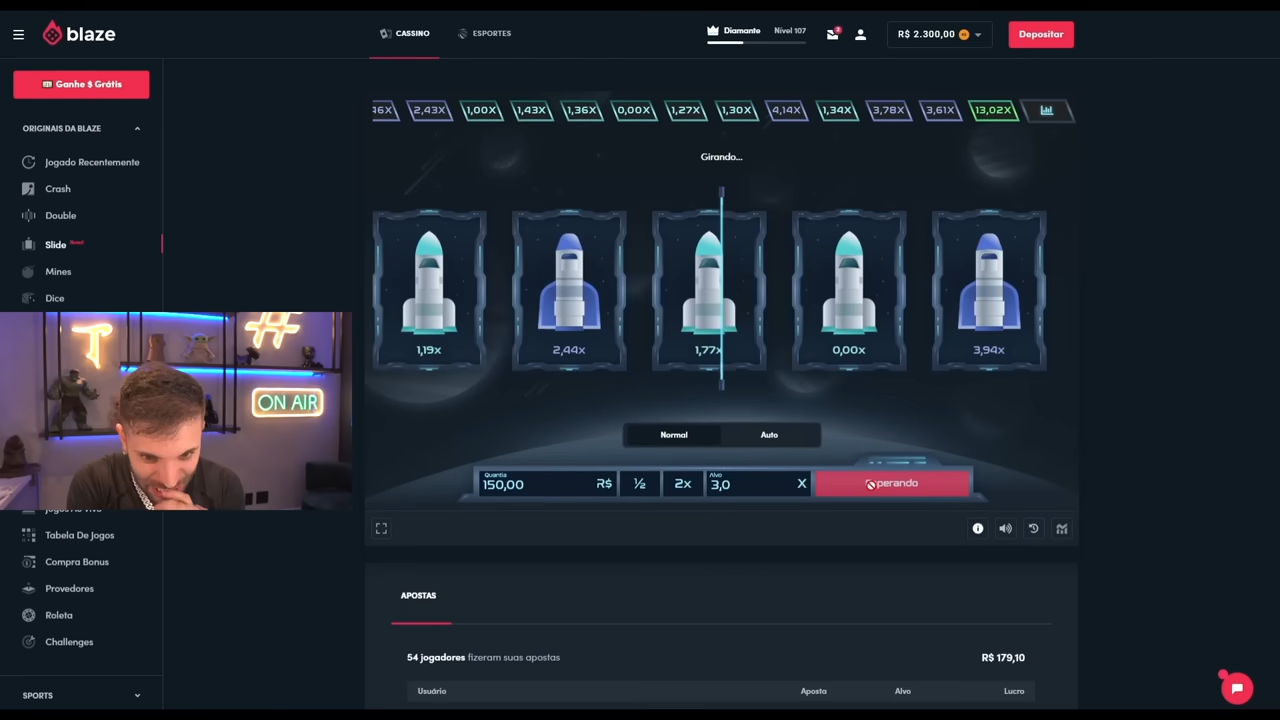 blaze
CASSINO
ESPORTES
Diamante
Nível 107
R$ 2.300,00
Depositar
Ganhe $ Grátis
ORIGINAIS DA BLAZE
Jogado Recentemente
Crash
Double
Slide
Mines
Dice
2,43X
1,00X
1,43X
1,36X
0,00X
1,27X
1,30X
4,14X
1,34X
3,78X
3,61X
13,02X
Girando...
1,19x
2,44x
1,77x
0,00x
3,94x
Normal
Auto
Quantia
150,00
R$
½
2x
Alvo
3,0
X
T
#
ON AIR
Tabela De Jogos
Compra Bonus
Provedores
Roleta
Challenges
SPORTS
APOSTAS
54 jogadores fizeram suas apostas
R$ 179,10
Usuário
Aposta
Alvo
Lucro